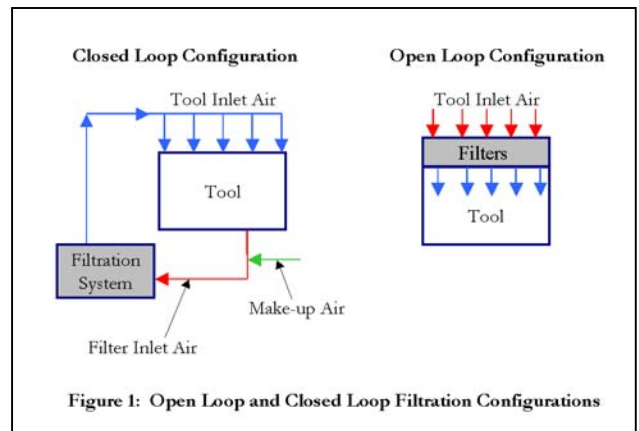 Closed Loop Configuration
Tool Inlet Air
Tool
Filtration
System
Make-up Air
Filter Inlet Air
Open Loop Configuration
Tool Inlet Air
Filters
Tool
Figure 1: Open Loop and Closed Loop Filtration Configurations